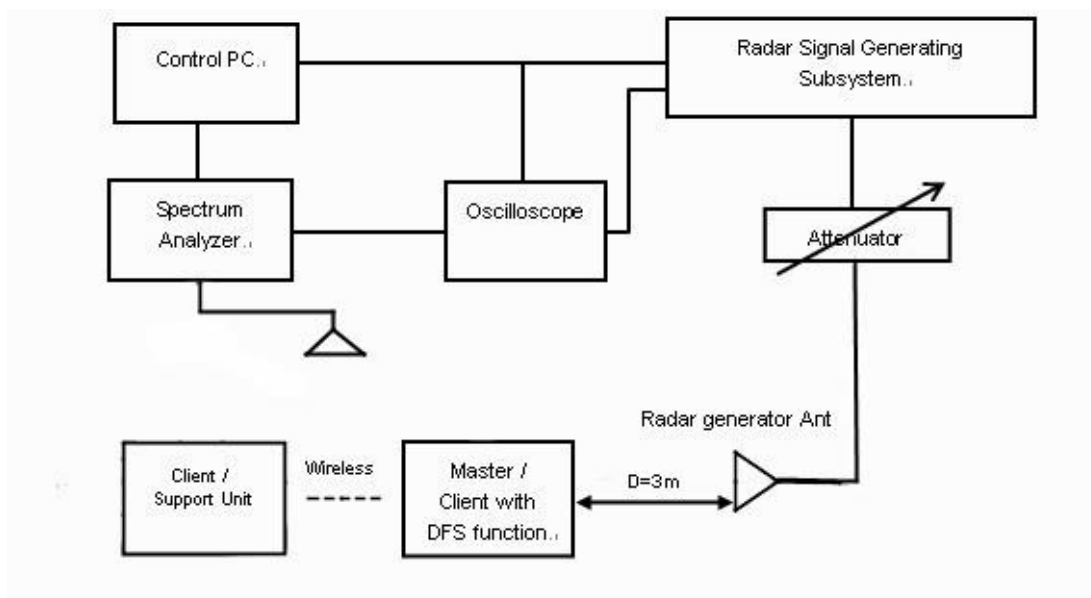 Control PC
Radar Signal Generating
Subsystem
Spectrum
Analyzer
Oscilloscope
Attenuator
Radar generator Ant
Client /
Support Unit
Wireless
Master /
Client with
DFS function
D=3m